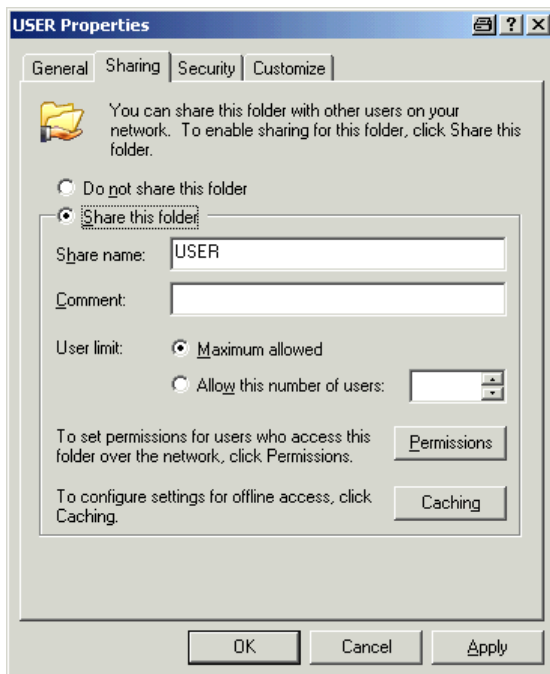 USER Properties
General Sharing Security Customize
You can share this folder with other users on your
network. To enable sharing for this folder, click Share this
folder.
Do not share this folder
Share this folder
Share name: USER
Comment:
User limit: Maximum allowed
Allow this number of users:
To set permissions for users who access this
folder over the network, click Permissions.
Permissions
To configure settings for offline access, click
Caching.
Caching
OK Cancel Apply